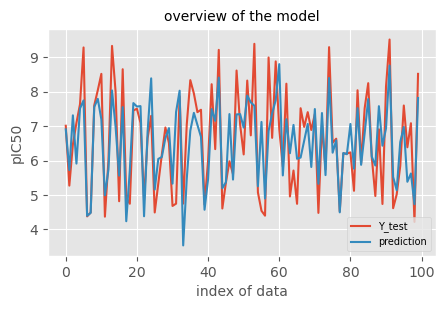 overview of the model
pIC50
9
8
7
6
5
4
0
20
40
60
80
100
index of data
Y_test
prediction